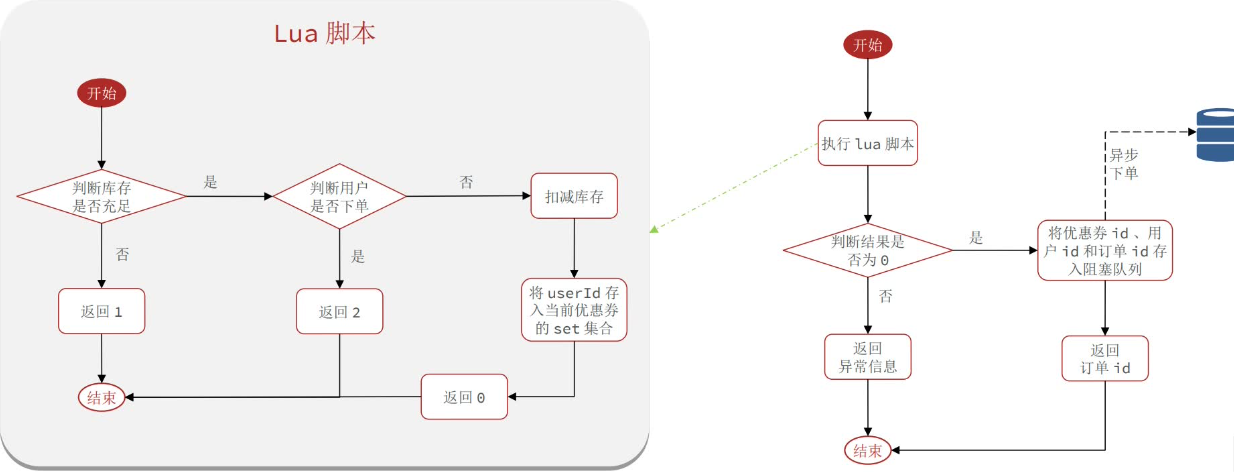 Lua 脚本
开始
判断库存
是否充足
是
判断用户
是否下单
否
扣减库存
否
是
返回 1
返回 2
将 userId 存
入当前优惠券
的 set 集合
返回 0
结束
开始
执行 lua 脚本
异步
下单
判断结果是
否为 0
是
将优惠券 id 、用
户 id 和订单 id 存
入阻塞队列
否
返回
异常信息
返回
订单 id
结束